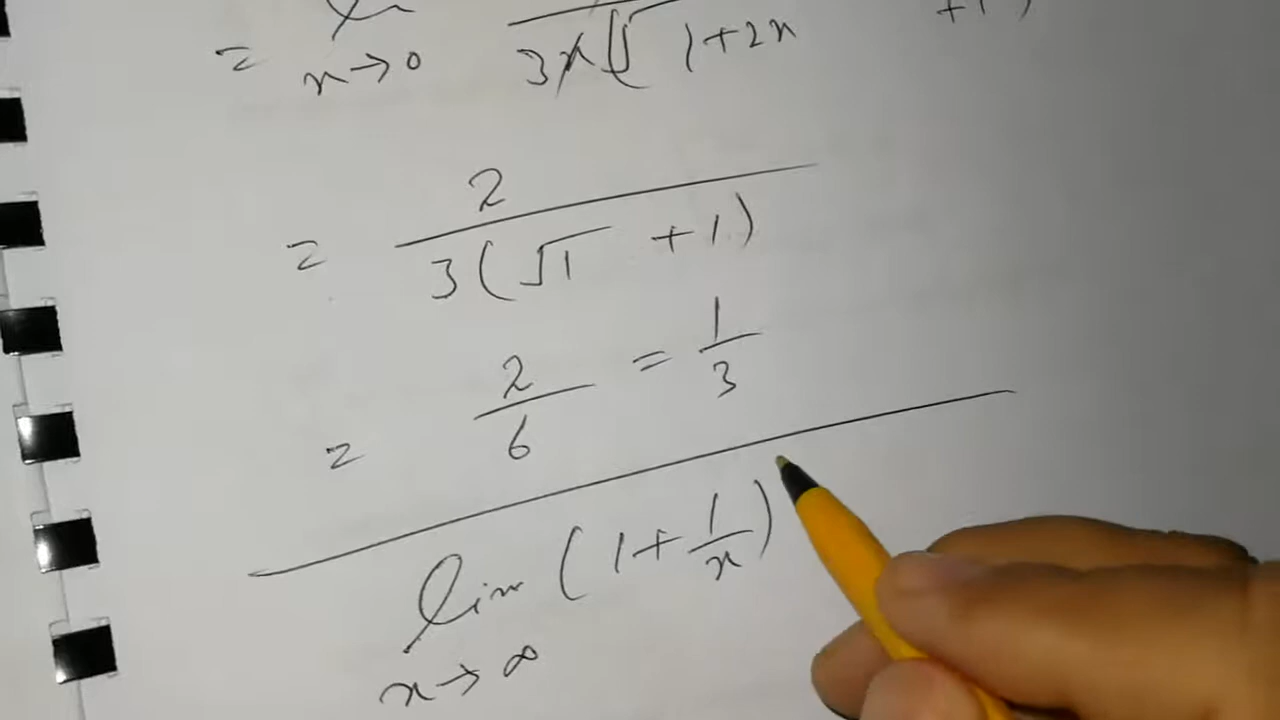 = lim x→0 3x(√1+2x +1)
= 2/3(√1 +1)
= 2/6 = 1/3
lim x→∞ (1+1/x)